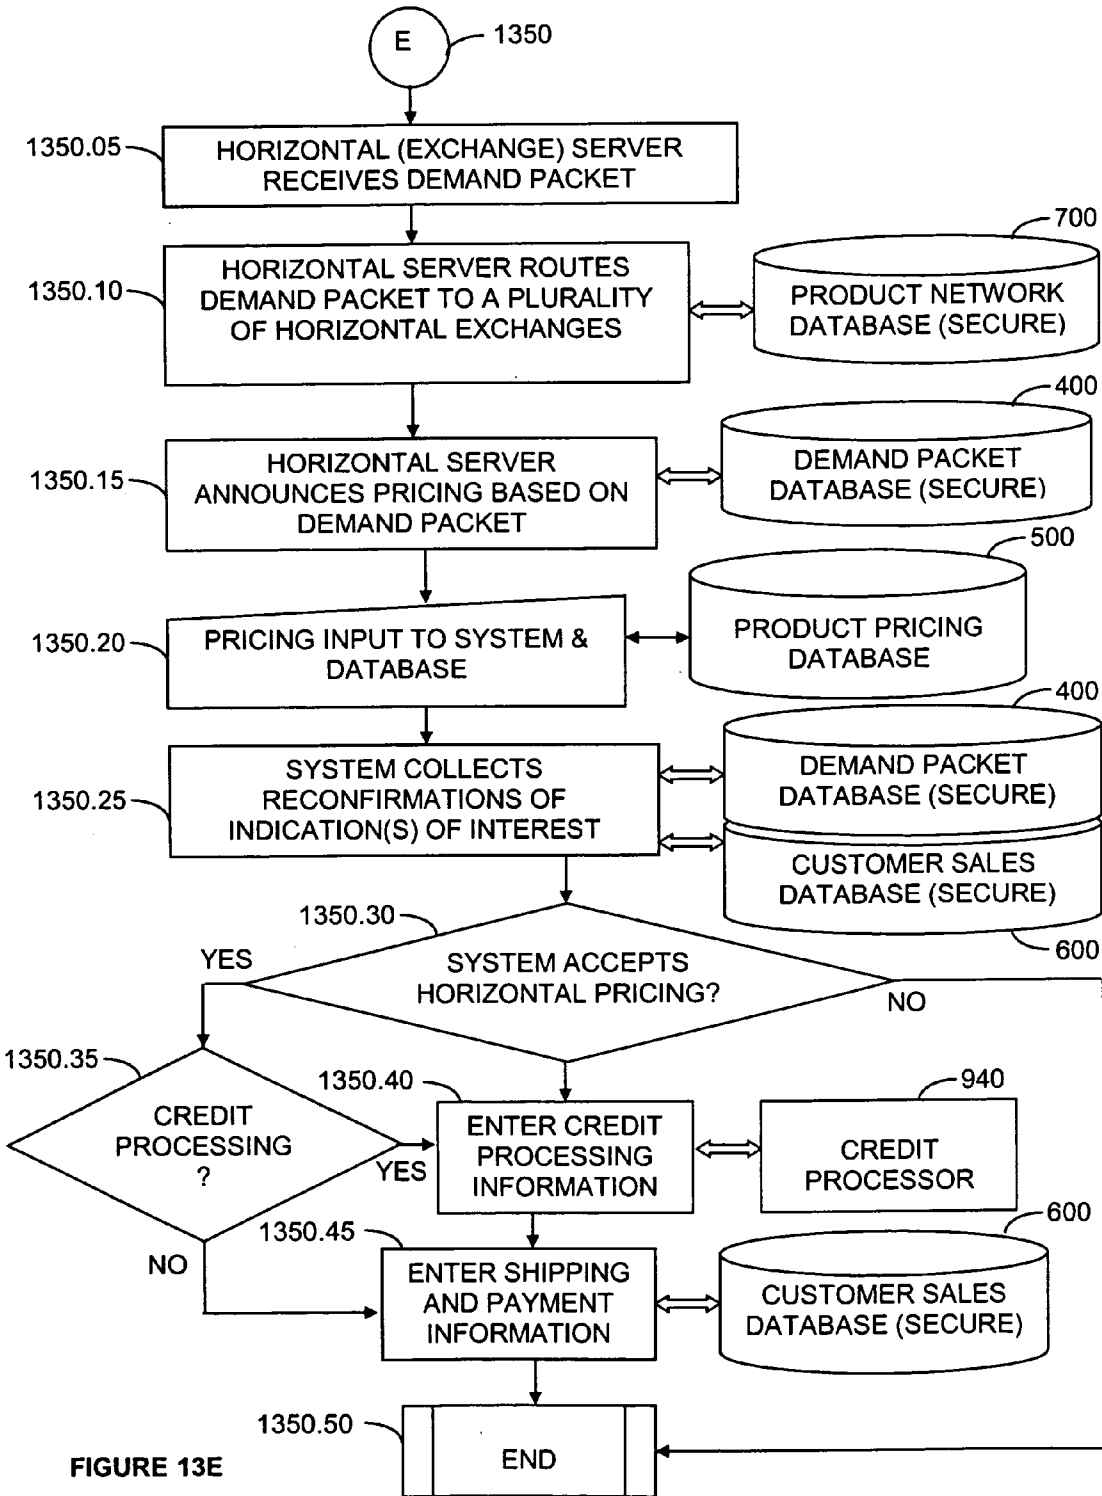 E
1350
1350.05
HORIZONTAL (EXCHANGE) SERVER
RECEIVES DEMAND PACKET
700
1350.10
HORIZONTAL SERVER ROUTES
DEMAND PACKET TO A PLURALITY
OF HORIZONTAL EXCHANGES
PRODUCT NETWORK
DATABASE (SECURE)
400
1350.15
HORIZONTAL SERVER
ANNOUNCES PRICING BASED ON
DEMAND PACKET
DEMAND PACKET
DATABASE (SECURE)
500
1350.20
PRICING INPUT TO SYSTEM &
DATABASE
PRODUCT PRICING
DATABASE
400
1350.25
SYSTEM COLLECTS
RECONFIRMATIONS OF
INDICATION(S) OF INTEREST
DEMAND PACKET
DATABASE (SECURE)
CUSTOMER SALES
DATABASE (SECURE)
600
1350.30
YES
SYSTEM ACCEPTS
HORIZONTAL PRICING?
NO
1350.35
CREDIT
PROCESSING
?
YES
NO
1350.40
ENTER CREDIT
PROCESSING
INFORMATION
940
CREDIT
PROCESSOR
600
1350.45
ENTER SHIPPING
AND PAYMENT
INFORMATION
CUSTOMER SALES
DATABASE (SECURE)
1350.50
END
FIGURE 13E